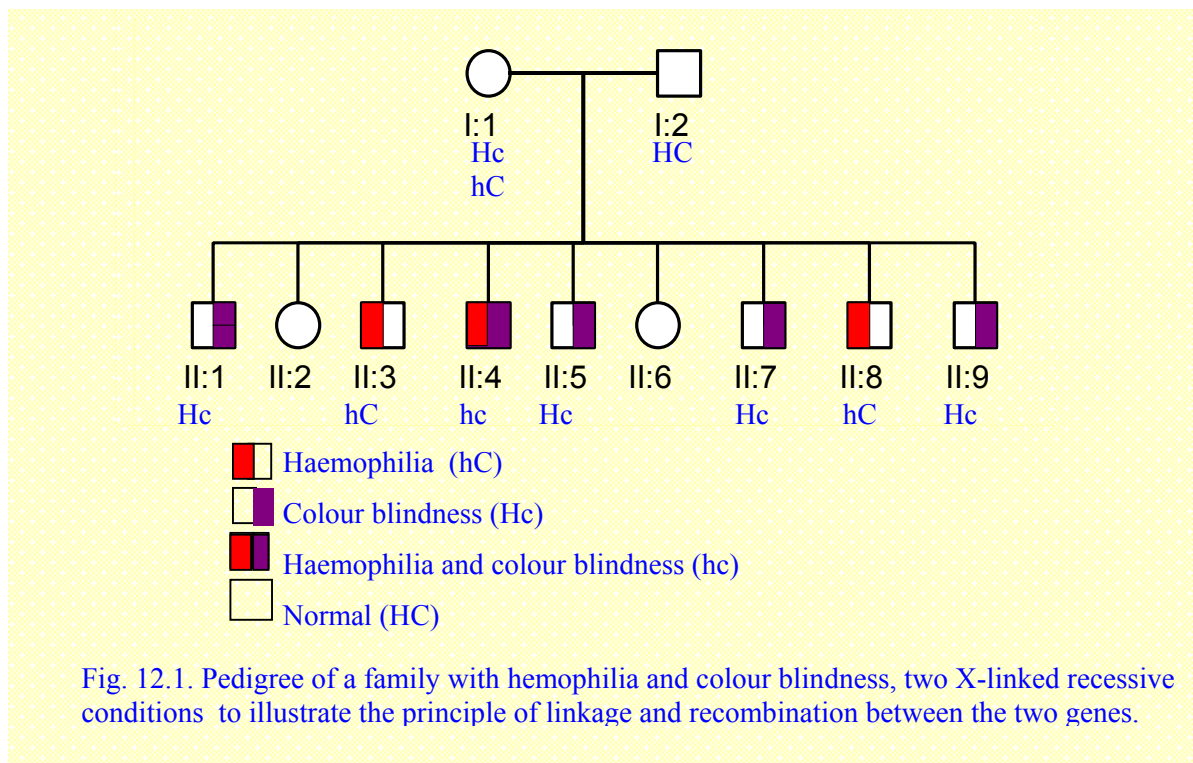 I:1 I:2
Hc HC
hC
II:1 II:2 II:3 II:4 II:5 II:6 II:7 II:8 II:9
Hc hC hc Hc Hc hC Hc
Haemophilia (hC)
Colour blindness (Hc)
Haemophilia and colour blindness (hc)
Normal (HC)
Fig. 12.1. Pedigree of a family with hemophilia and colour blindness, two X-linked recessive
conditions to illustrate the principle of linkage and recombination between the two genes.